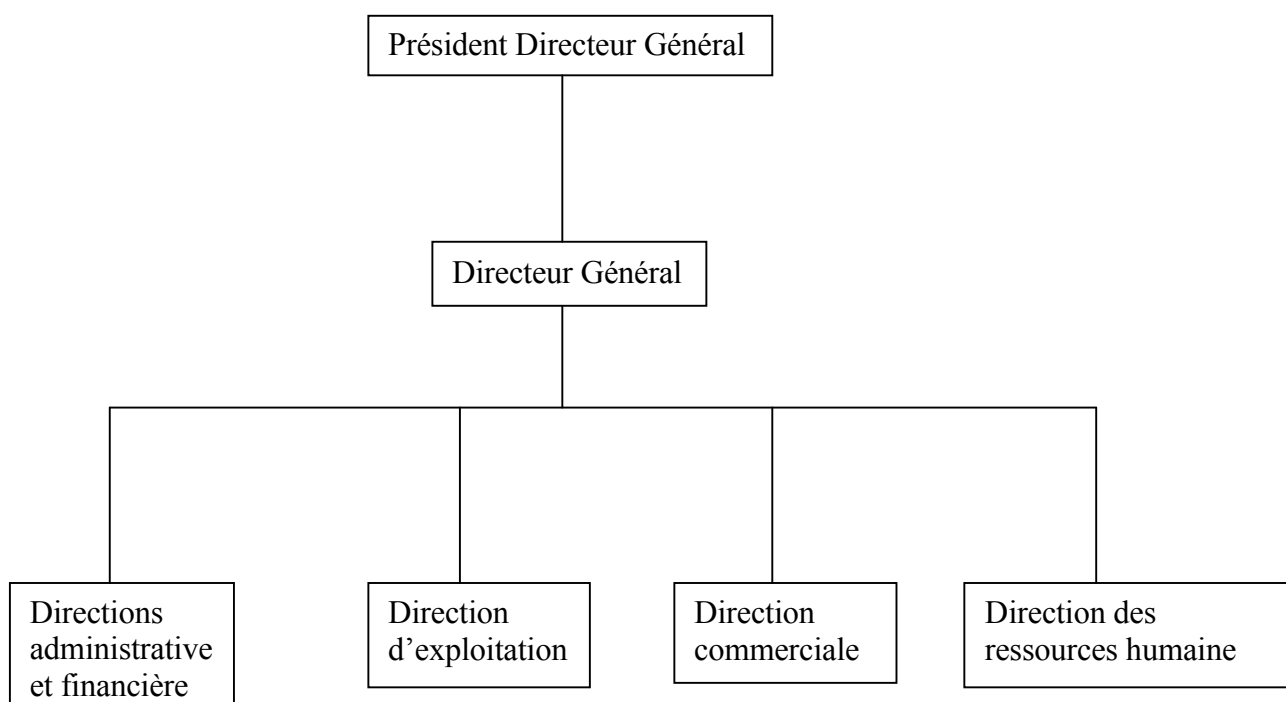 Président Directeur Général
Directeur Général
Directions
administrative
et financière
Direction
d’exploitation
Direction
commerciale
Direction des
ressources humaine